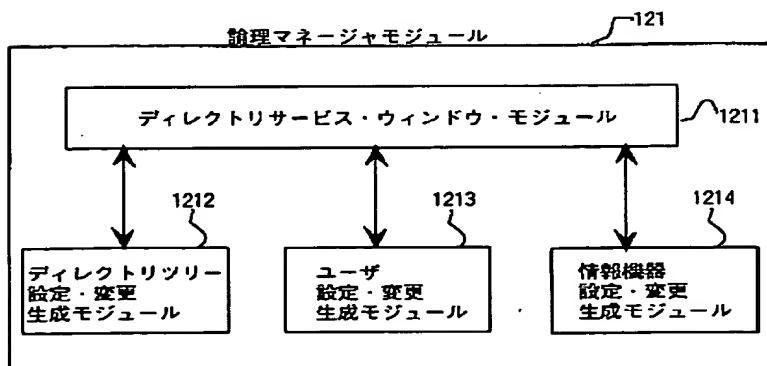 論理マネージャモジュール
121
ディレクトリサービス・ウィンドウ・モジュール
1211
1212
ディレクトリツリー
設定・変更
生成モジュール
1213
ユーザ
設定・変更
生成モジュール
1214
情報機器
設定・変更
生成モジュール